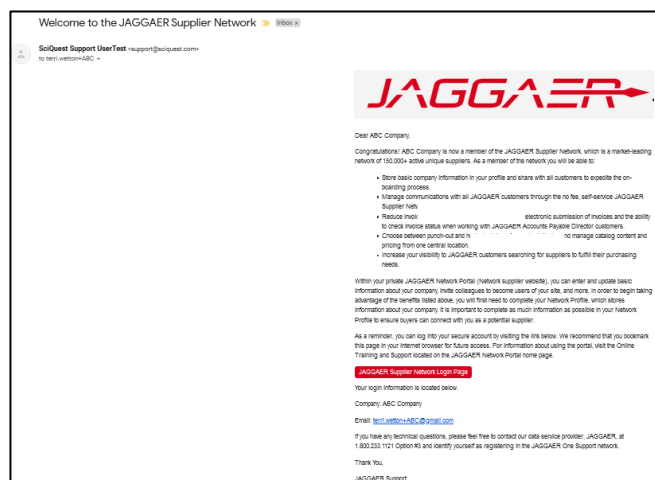 Welcome to the JAGGAER Supplier Network Inbox x
SciQuest Support UserTest <support@sciquest.com>
to terri.wetton+ABC
JAGGAER
Dear ABC Company,
Congratulations! ABC Company is now a member of the JAGGAER Supplier Network, which is a market-leading
network of 150,000+ active unique suppliers. As a member of the network you will be able to:
• Store basic company information in your profile and share with all customers to expedite the on-
boarding process.
• Manage communications with all JAGGAER customers through the no fee, self-service JAGGAER
Supplier
• Reduce electronic submission of invoices and the ability
to check invoice status when working with JAGGAER Accounts Payable Director customers.
• Choose between punch-out and manage catalog content and
pricing from one central location.
• Increase your visibility to JAGGAER customers searching for suppliers to fulfill their purchasing
needs.
Within your private JAGGAER Network Portal (Network supplier website), you can enter and update basic
information about your company, invite colleagues to become users of your site, and more. In order to begin taking
advantage of the benefits listed above, you will first need to complete your Network Profile, which stores
information about your company. It is important to complete as much information as possible in your Network
Profile to ensure buyers can connect with you as a potential supplier.
As a reminder, you can log into your secure account by visiting the link below. We recommend that you bookmark
this page in your internet browser for future access. For information about using the portal, visit the Online
Training and Support located on the JAGGAER Network Portal home page.
JAGGAER Supplier Network Login Page
Your login information is located below.
Company: ABC Company
Email: terri.wetton+ABC@gmail.com
If you have any technical questions, please feel free to contact our data service provider, JAGGAER, at
1.800.233.1121 Option #3 and identify yourself as registering in the JAGGAER One Support network.
Thank You,
JAGGAER Support